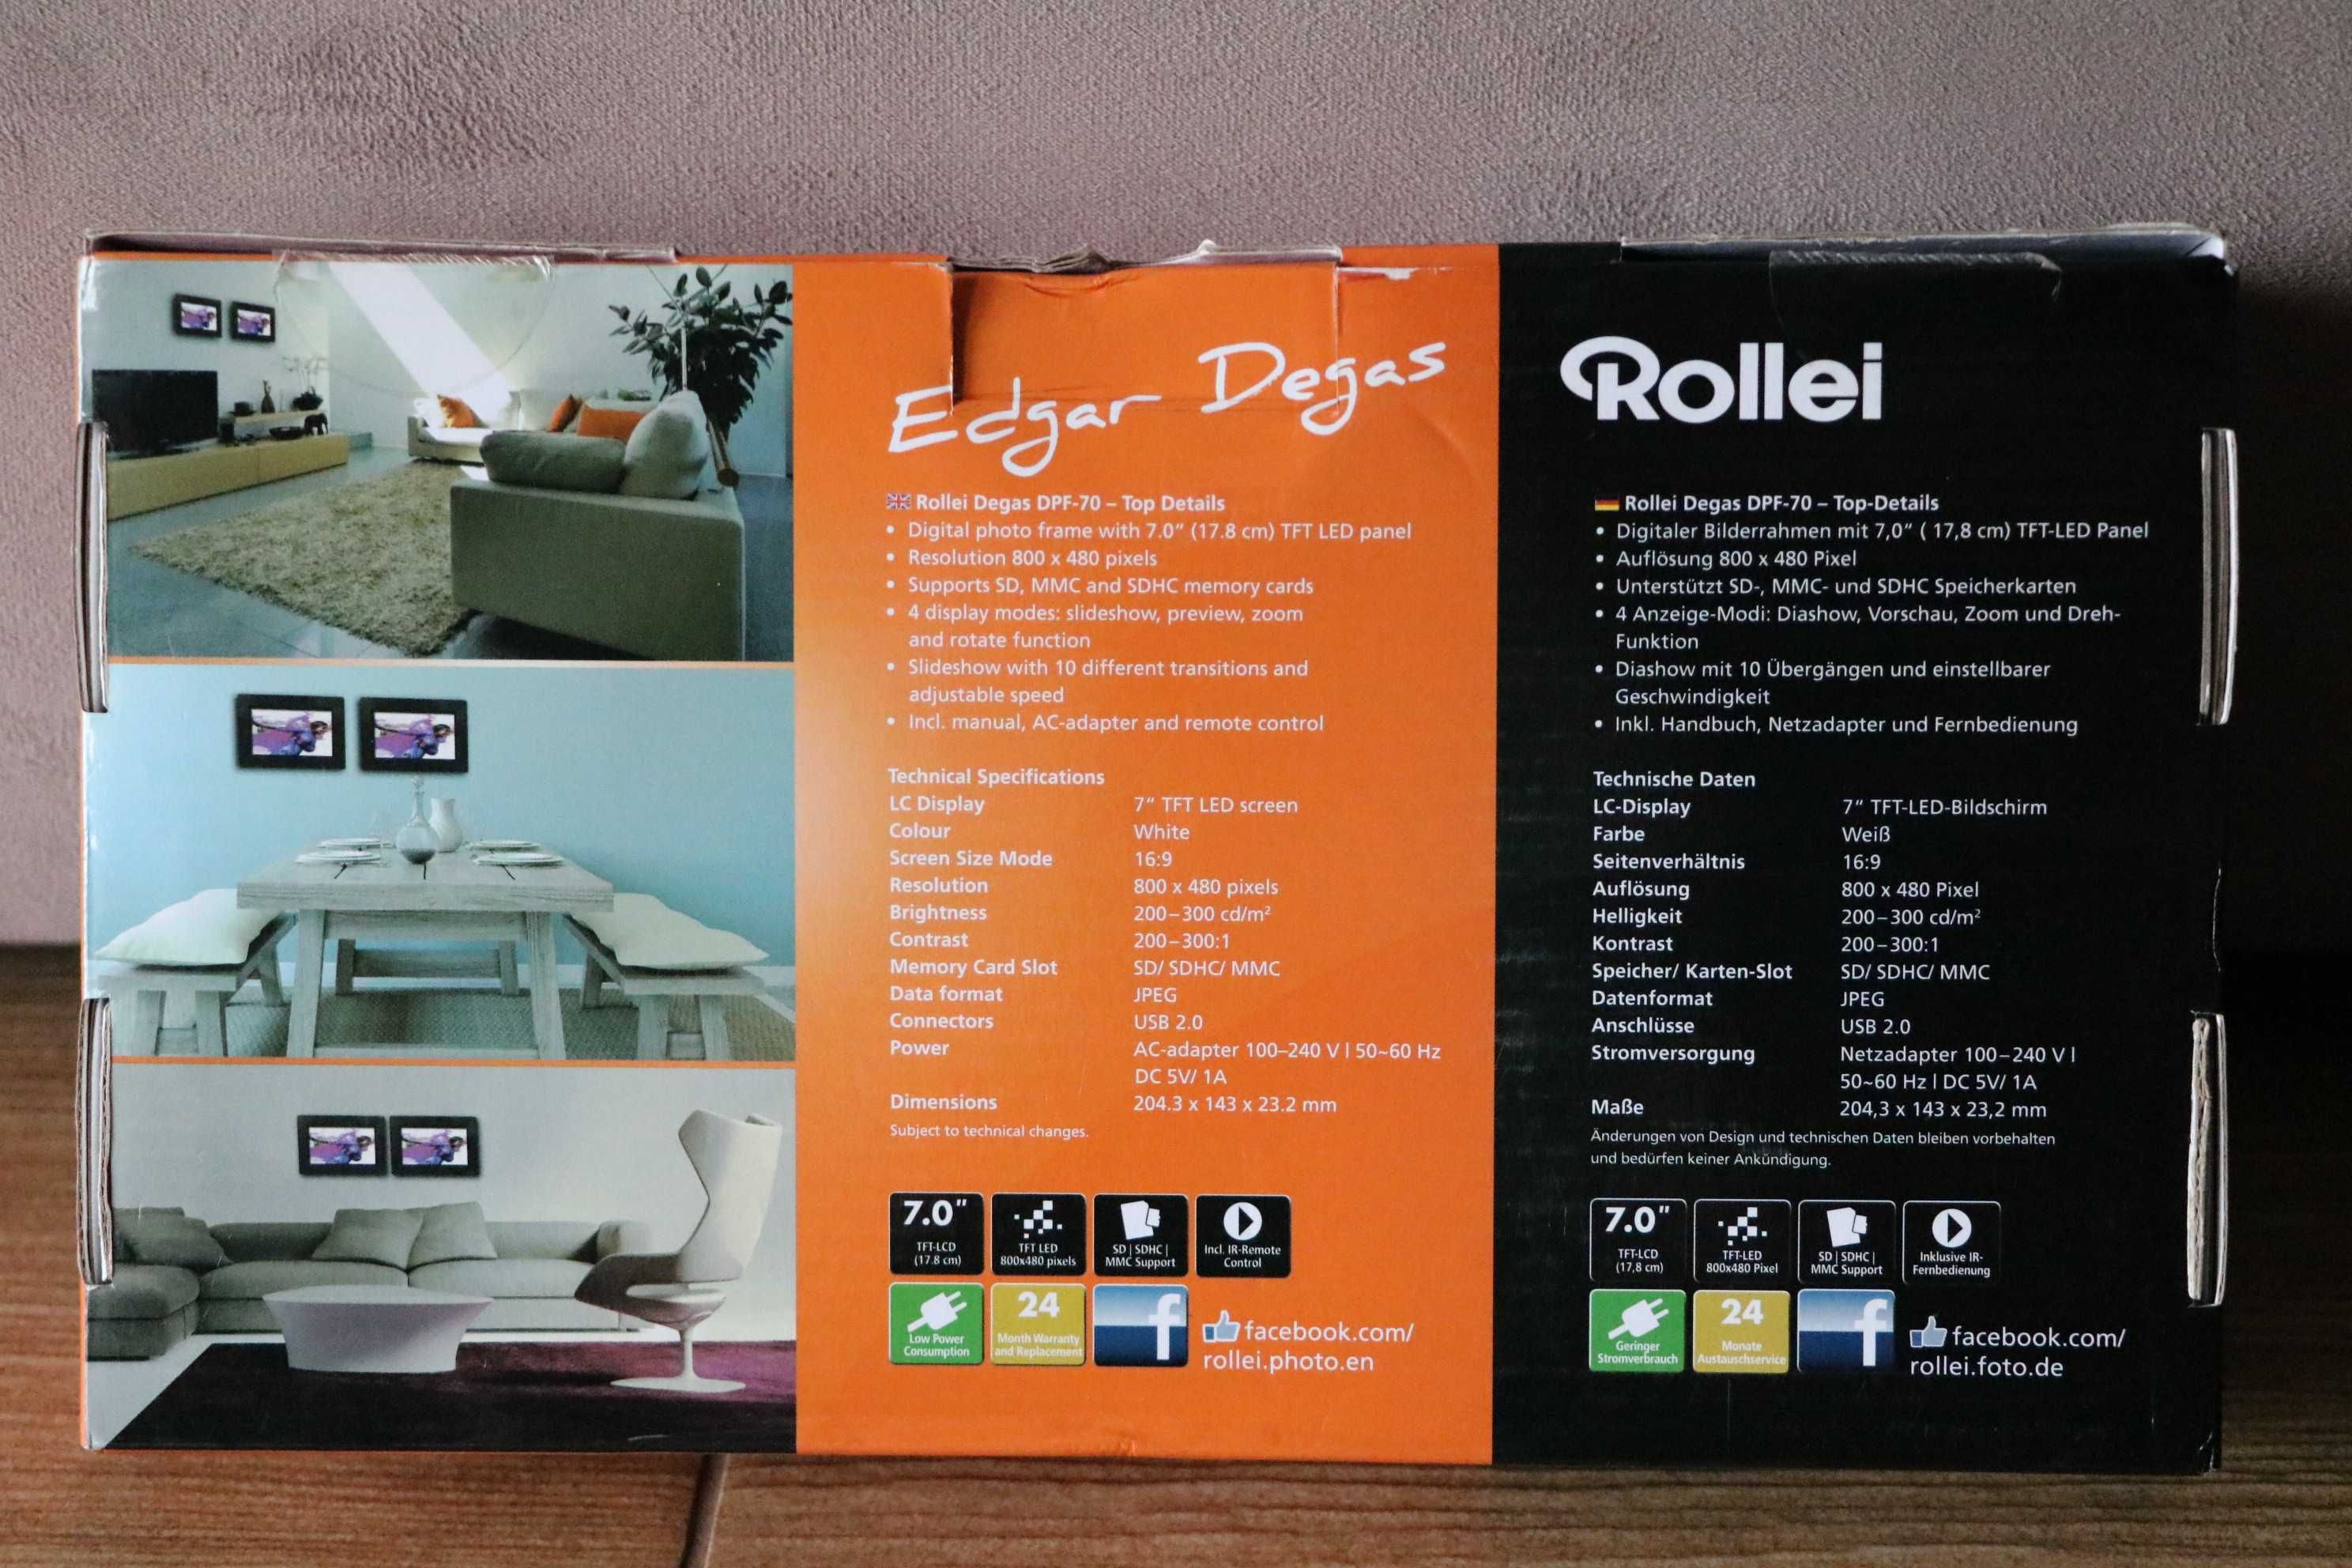 Edgar Degas
Rollei Degas DPF-70 – Top Details
• Digital photo frame with 7.0“ (17.8 cm) TFT LED panel
• Resolution 800 x 480 pixels
• Supports SD, MMC and SDHC memory cards
• 4 display modes: slideshow, preview, zoom
and rotate function
• Slideshow with 10 different transitions and
adjustable speed
• Incl. manual, AC-adapter and remote control
Technical Specifications
LC Display 7“ TFT LED screen
Colour White
Screen Size Mode 16:9
Resolution 800 x 480 pixels
Brightness 200–300 cd/m²
Contrast 200–300:1
Memory Card Slot SD/ SDHC/ MMC
Data format JPEG
Connectors USB 2.0
Power AC-adapter 100–240 V | 50~60 Hz
DC 5V/ 1A
Dimensions 204.3 x 143 x 23.2 mm
Subject to technical changes.
7.0"
TFT-LCD
(17.8 cm)
TFT LED
800x480 pixels
SD | SDHC |
MMC Support
Incl. IR-Remote
Control
Low Power
Consumption
24
Month Warranty
and Replacement
f
facebook.com/
rollei.photo.en
Rollei
Rollei Degas DPF-70 – Top-Details
• Digitaler Bilderrahmen mit 7,0“ ( 17,8 cm) TFT-LED Panel
• Auflösung 800 x 480 Pixel
• Unterstützt SD-, MMC- und SDHC Speicherkarten
• 4 Anzeige-Modi: Diashow, Vorschau, Zoom und Dreh-
Funktion
• Diashow mit 10 Übergängen und einstellbarer
Geschwindigkeit
• Inkl. Handbuch, Netzadapter und Fernbedienung
Technische Daten
LC-Display 7“ TFT-LED-Bildschirm
Farbe Weiß
Seitenverhältnis 16:9
Auflösung 800 x 480 Pixel
Helligkeit 200–300 cd/m²
Kontrast 200–300:1
Speicher/ Karten-Slot SD/ SDHC/ MMC
Datenformat JPEG
Anschlüsse USB 2.0
Stromversorgung Netzadapter 100–240 V |
50~60 Hz | DC 5V/ 1A
Maße 204,3 x 143 x 23,2 mm
Änderungen von Design und technischen Daten bleiben vorbehalten
und bedürfen keiner Ankündigung.
7.0"
TFT-LCD
(17,8 cm)
TFT-LED
800x480 Pixel
SD | SDHC |
MMC Support
Inklusive IR-
Fernbedienung
Geringer
Stromverbrauch
24
Monate
Austauschservice
f
facebook.com/
rollei.foto.de